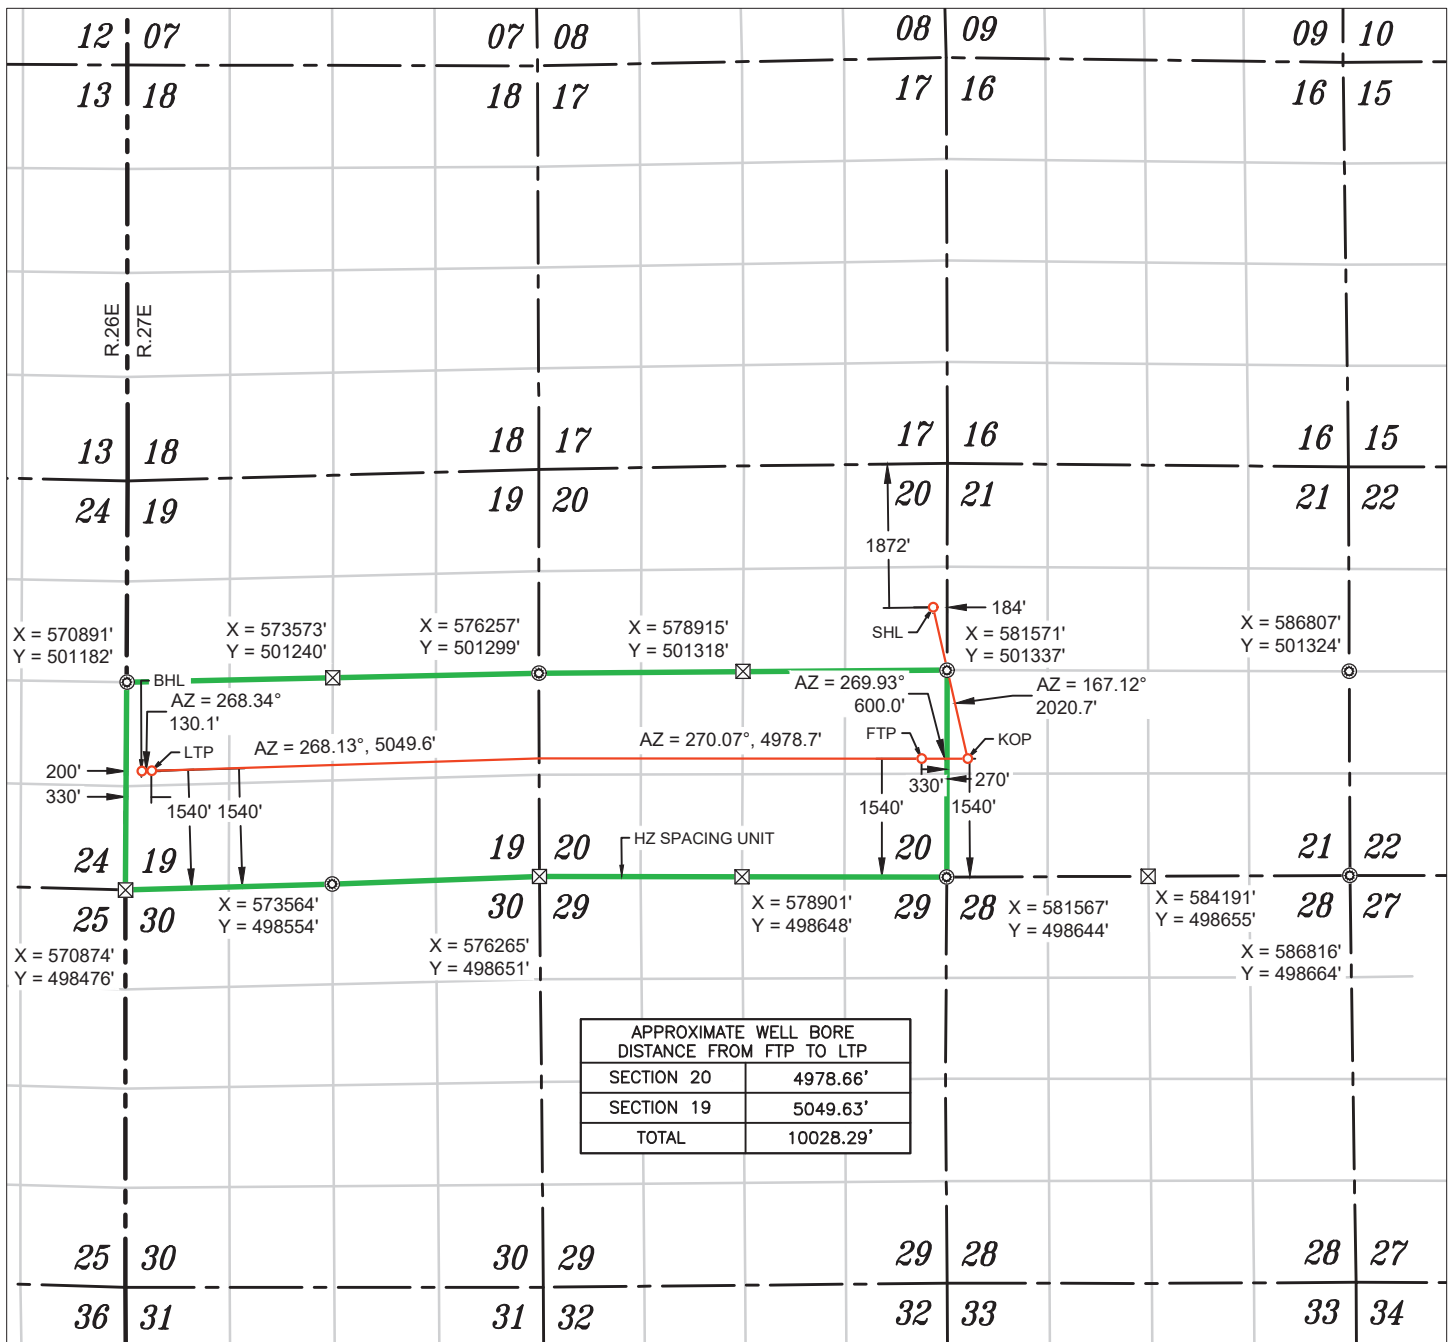 12 07
07 08
08 09
09 10
13 18
18 17
17 16
16 15
R.26E
R.27E
13 18
18 17
17 16
16 15
24 19
19 20
20 21
21 22
1872'
184'
SHL
X = 570891'
Y = 501182'
X = 573573'
Y = 501240'
X = 576257'
Y = 501299'
X = 578915'
Y = 501318'
X = 581571'
Y = 501337'
X = 586807'
Y = 501324'
BHL
AZ = 268.34°
130.1'
AZ = 269.93°
600.0'
AZ = 167.12°
2020.7'
LTP
AZ = 268.13°, 5049.6'
AZ = 270.07°, 4978.7'
FTP
KOP
200'
330'
330'
270'
1540'
1540'
1540'
1540'
HZ SPACING UNIT
24 19
19 20
20
21 22
25 30
30 29
29 28
28 27
X = 573564'
Y = 498554'
X = 578901'
Y = 498648'
X = 581567'
Y = 498644'
X = 584191'
Y = 498655'
X = 570874'
Y = 498476'
X = 576265'
Y = 498651'
X = 586816'
Y = 498664'
APPROXIMATE WELL BORE
DISTANCE FROM FTP TO LTP
SECTION 20 4978.66'
SECTION 19 5049.63'
TOTAL 10028.29'
25 30
30 29
29 28
28 27
36 31
31 32
32 33
33 34